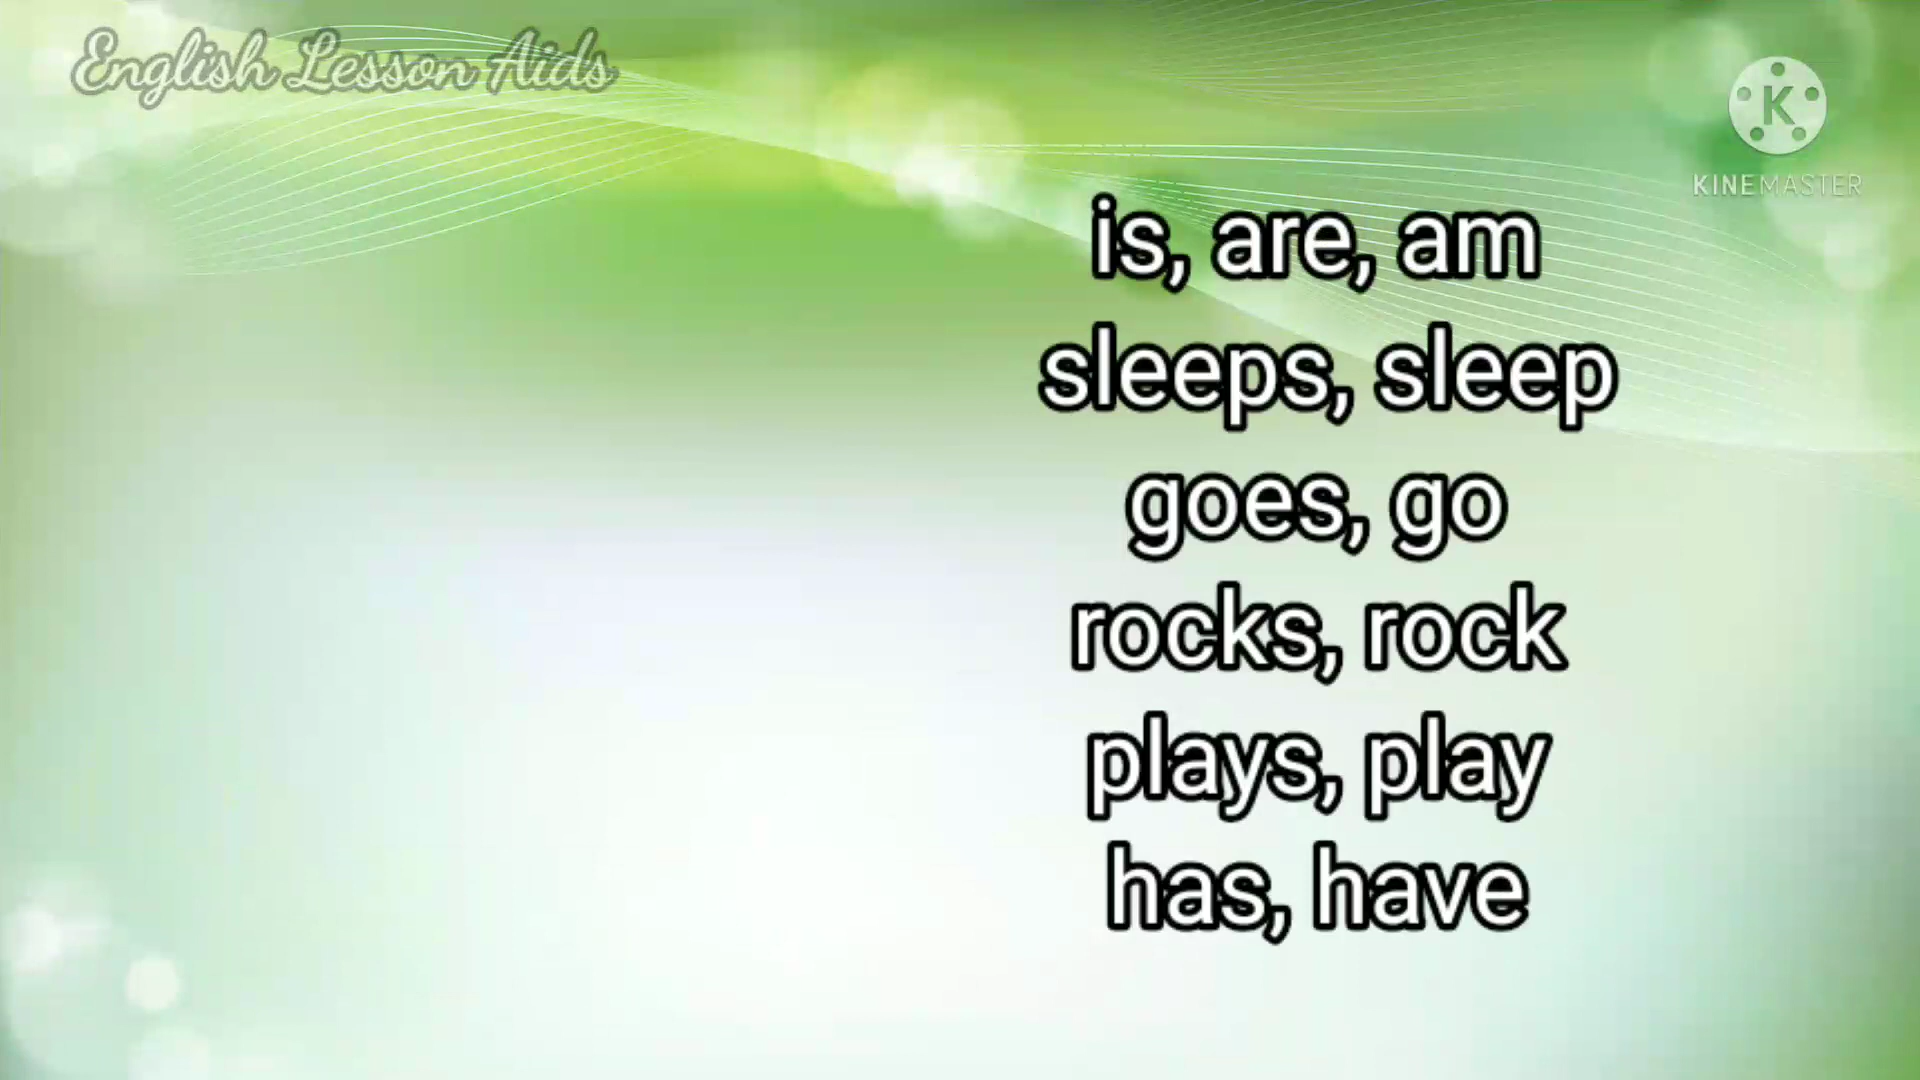 English Lesson Aids
KINEMASTER
is, are, am
sleeps, sleep
goes, go
rocks, rock
plays, play
has, have